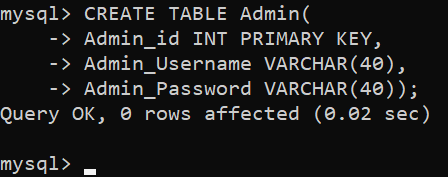 mysql> CREATE TABLE Admin(
    -> Admin_id INT PRIMARY KEY,
    -> Admin_Username VARCHAR(40),
    -> Admin_Password VARCHAR(40));
Query OK, 0 rows affected (0.02 sec)
mysql> _